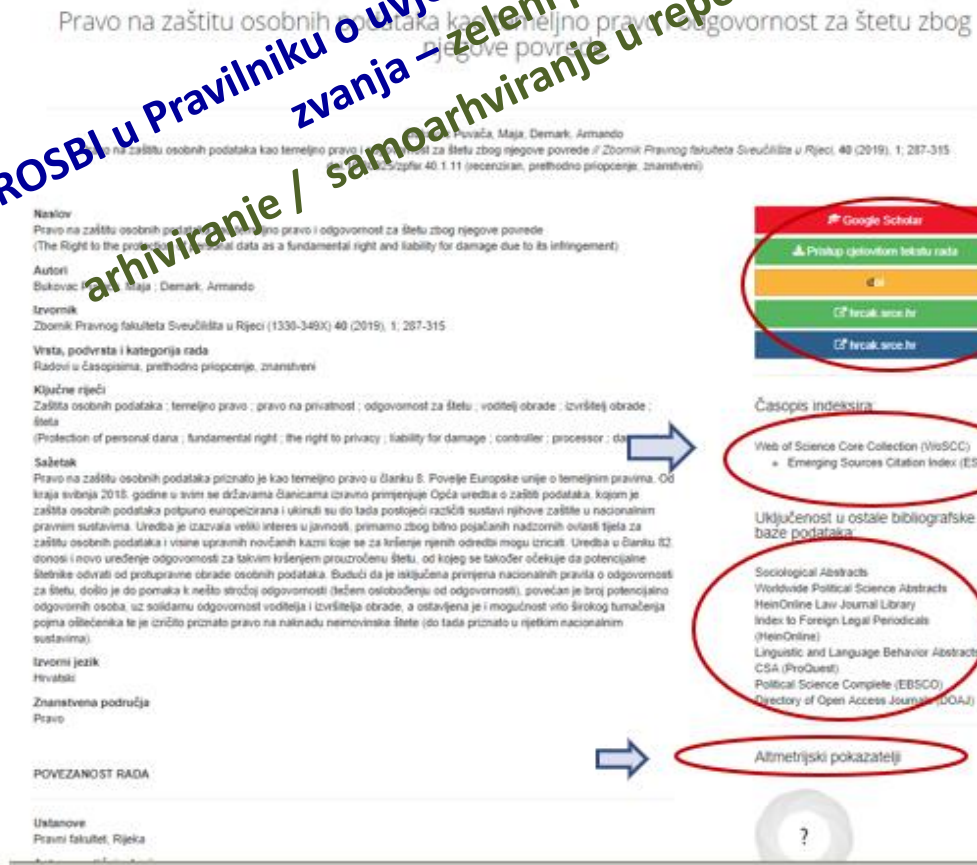 Pravo na zaštitu osobnih podataka kao temeljno pravo i odgovornost za štetu zbog
njegove povrede
ROSBI u Pravilniku o
zvanja – zeleni
arhiviranje / samoarhviranje u
Puvača, Maja, Demark, Armando
na zaštitu osobnih podataka kao temeljno pravo i odgovornost za štetu zbog njegove povrede // Zbornik Pravnog fakulteta Sveučilišta u Rijeci, 40 (2019), 1; 287-315
zpfsr.40.1.11 (recenziran, prethodno priopćenje, znanstveni)
Naslov
Pravo na zaštitu osobnih podataka kao temeljno pravo i odgovornost za štetu zbog njegove povrede
(The Right to the protection of personal data as a fundamental right and liability for damage due to its infringement)
Autori
Bukovac Maja ; Demark, Armando
Izvornik
Zbornik Pravnog fakulteta Sveučilišta u Rijeci (1330-349X) 40 (2019), 1; 287-315
Vrsta, podvrsta i kategorija rada
Radovi u časopisima, prethodno priopćenje, znanstveni
Ključne riječi
Zaštita osobnih podataka ; temeljno pravo ; pravo na privatnost ; odgovornost za štetu ; voditelj obrade ; izvršitelj obrade ;
šteta
(Protection of personal dana ; fundamental right ; the right to privacy ; liability for damage ; controller ; processor ;
Sažetak
Pravo na zaštitu osobnih podataka priznato je kao temeljno pravo u članku 8. Povelje Europske unije o temeljnim pravima. Od
kraja svibnja 2018. godine u svim se državama članicama izravno primjenjuje Opća uredba o zaštiti podataka, kojom je
zaštita osobnih podataka potpuno europeizirana i ukinuti su do tada postojeći različiti sustavi njihove zaštite u nacionalnim
pravnim sustavima. Uredba je izazvala veliki interes u javnosti, primarno zbog bitno pojačanih nadzornih ovlasti tijela za
zaštitu osobnih podataka i visine upravnih novčanih kazni koje se za kršenje njenih odredbi mogu izricati. Uredba u članku 82.
donosi i novo uređenje odgovornosti za takvim kršenjem prouzročenu štetu, od kojeg se također očekuje da potencijalne
štetnike odvrati od protupravne obrade osobnih podataka. Budući da je isključena primjena nacionalnih pravila o odgovornosti
za štetu, došlo je do pomaka k nešto strožoj odgovornosti (težem oslobođenju od odgovornosti), povećan je broj potencijalno
odgovornih osoba, uz solidarnu odgovornost voditelja i izvršitelja obrade, a ostavljena je i mogućnost vrlo širokog tumačenja
pojma oštećenika te je izričito priznato pravo na naknadu neimovinske štete (do tada priznato u rijetkim nacionalnim
sustavima).
Izvorni jezik
Hrvatski
Znanstvena područja
Pravo
POVEZANOST RADA
Ustanove
Pravni fakultet, Rijeka
Google Scholar
Pristup cjelovitom tekstu rada
doi
hrcak.srce.hr
hrcak.srce.hr
Časopis indeksira:
Web of Science Core Collection (WoSCC)
Emerging Sources Citation Index
Uključenost u ostale bibliografske
baze podataka:
Sociological Abstracts
Worldwide Political Science Abstracts
HeinOnline Law Journal Library
Index to Foreign Legal Periodicals
(HeinOnline)
Linguistic and Language Behavior Abstracts
CSA (ProQuest)
Political Science Complete (EBSCO)
Directory of Open Access Journals (DOAJ)
Altmetrijski pokazatelji
?